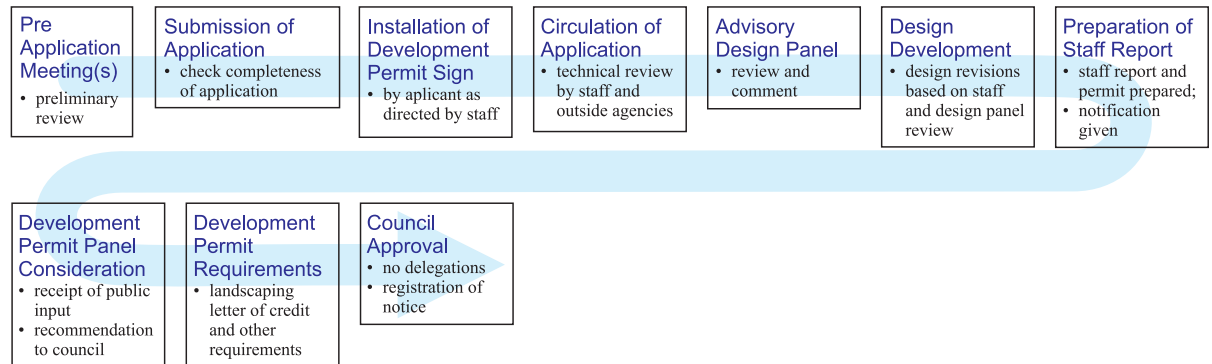 Pre
Application
Meeting(s)
• preliminary
review
Submission of
Application
• check completeness
of application
Installation of
Development
Permit Sign
• by aplicant as
directed by staff
Circulation of
Application
• technical review
by staff and
outside agencies
Advisory
Design Panel
• review and
comment
Design
Development
• design revisions
based on staff
and design panel
review
Preparation of
Staff Report
• staff report and
permit prepared;
• notification
given
Development
Permit Panel
Consideration
• receipt of public
input
• recommendation
to council
Development
Permit
Requirements
• landscaping
letter of credit
and other
requirements
Council
Approval
• no delegations
• registration of
notice